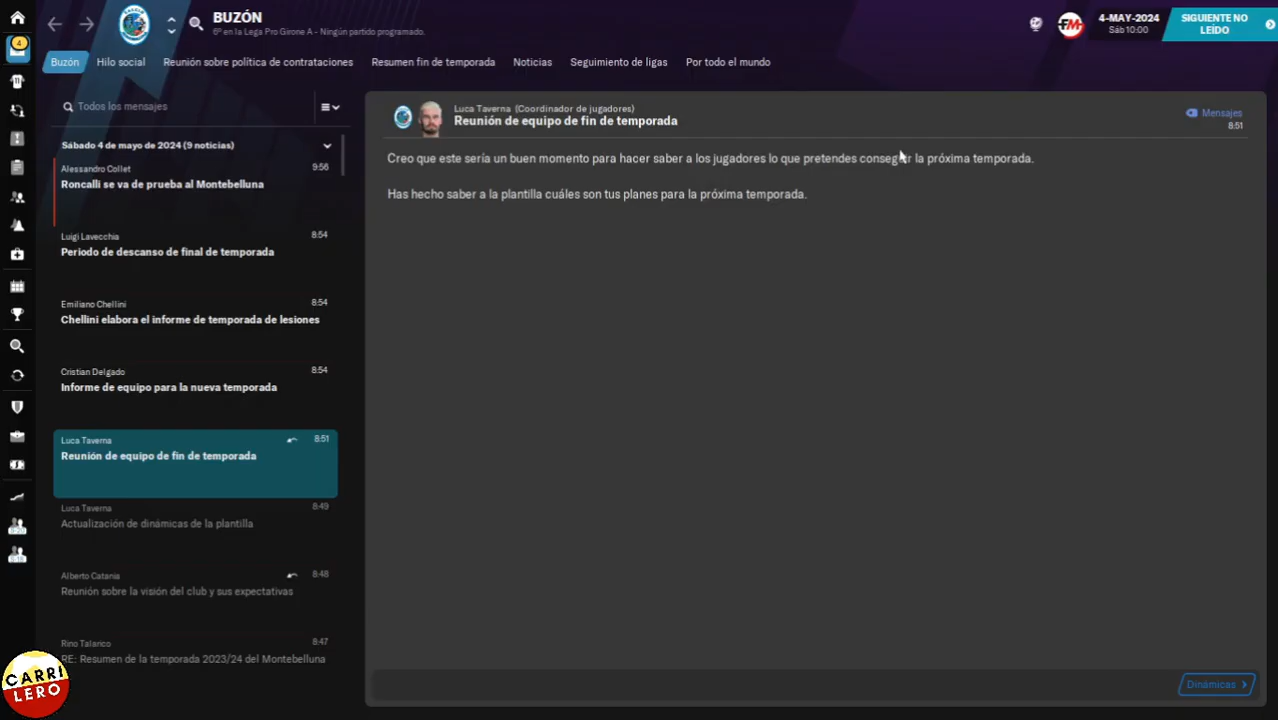 BUZÓN
6º en la Lega Pro Girone A - Ningún partido programado.
4-MAY-2024
Sáb 10:00
SIGUIENTE NO LEÍDO
4
Buzón
Hilo social
Reunión sobre política de contrataciones
Resumen fin de temporada
Noticias
Seguimiento de ligas
Por todo el mundo
Todos los mensajes
Sábado 4 de mayo de 2024 (9 noticias)
Alessandro Collet 9:56
Roncalli se va de prueba al Montebelluna
Luigi Lavecchia 8:54
Periodo de descanso de final de temporada
Emiliano Chellini 8:54
Chellini elabora el informe de temporada de lesiones
Cristian Delgado 8:54
Informe de equipo para la nueva temporada
Luca Taverna 8:51
Reunión de equipo de fin de temporada
Luca Taverna 8:49
Actualización de dinámicas de la plantilla
Alberto Catania 8:48
Reunión sobre la visión del club y sus expectativas
Rino Talarico 8:47
RE: Resumen de la temporada 2023/24 del Montebelluna
Luca Taverna (Coordinador de jugadores)
Reunión de equipo de fin de temporada
Mensajes
8:51
Creo que este sería un buen momento para hacer saber a los jugadores lo que pretendes conseguir la próxima temporada.
Has hecho saber a la plantilla cuáles son tus planes para la próxima temporada.
Dinámicas
CARRI
LERO